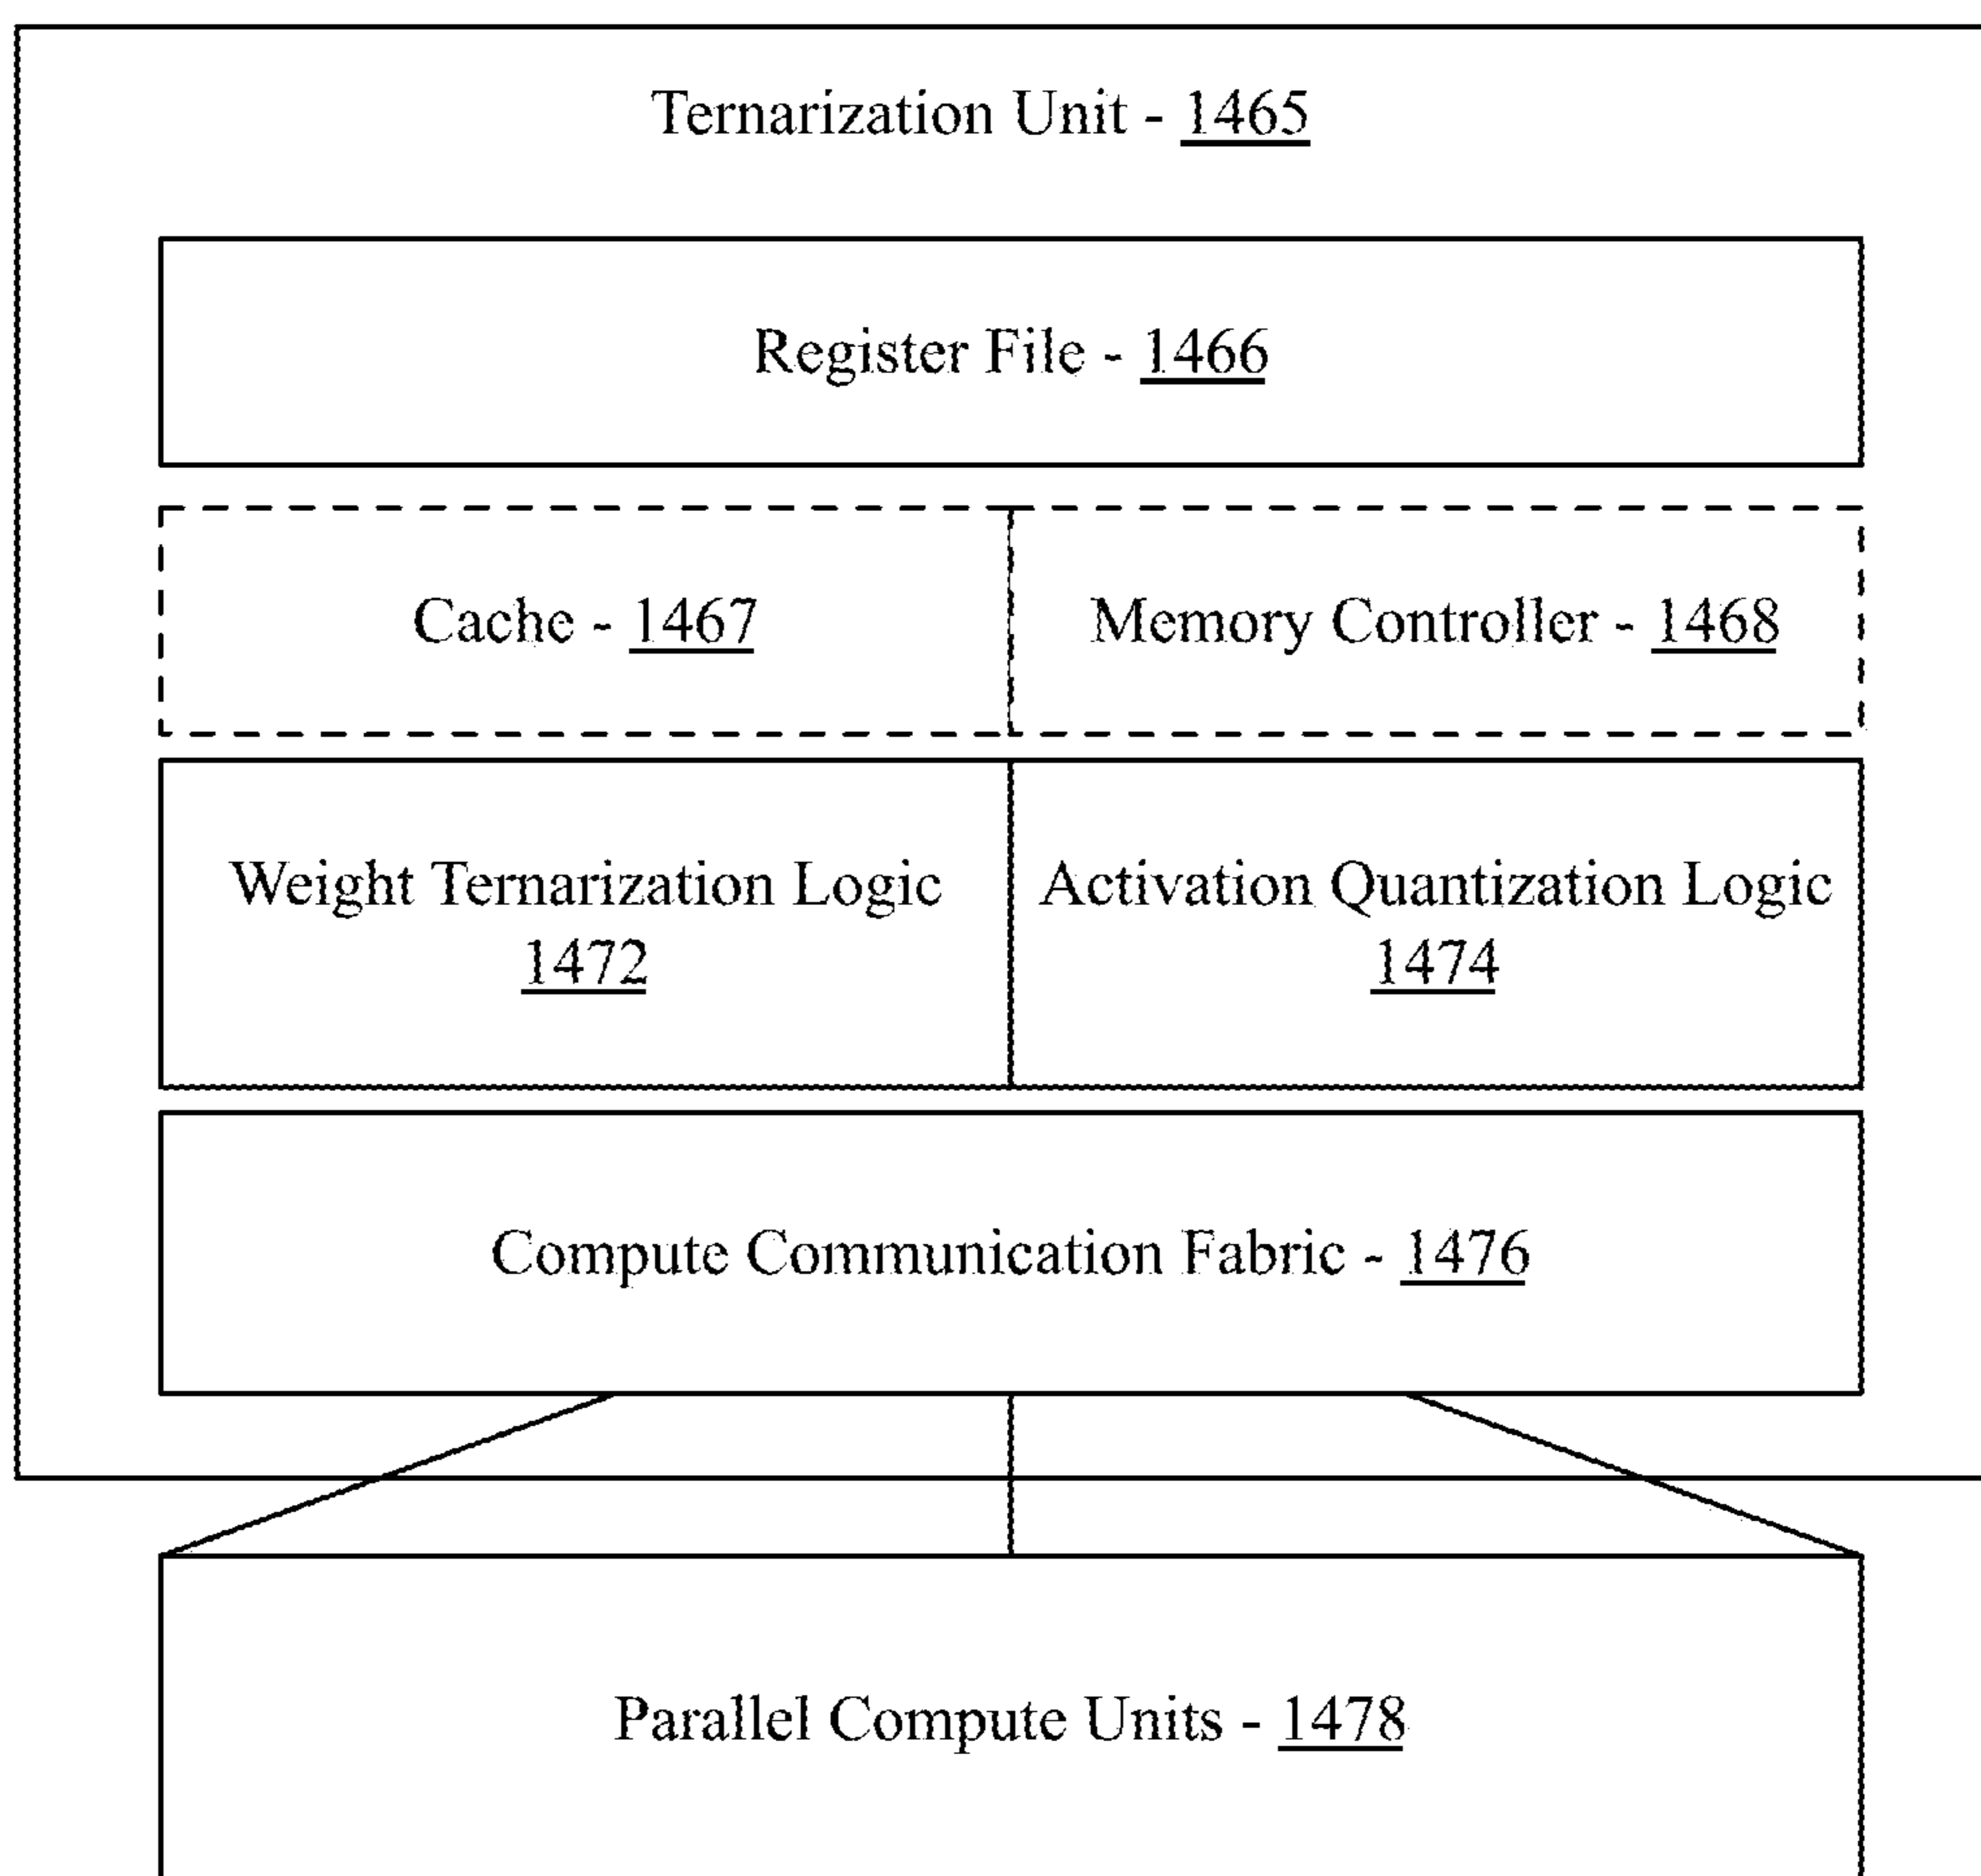 Ternarization Unit - 1465
Register File - 1466
Cache - 1467
Memory Controller - 1468
Weight Ternarization Logic
1472
Activation Quantization Logic
1474
Compute Communication Fabric - 1476
Parallel Compute Units - 1478